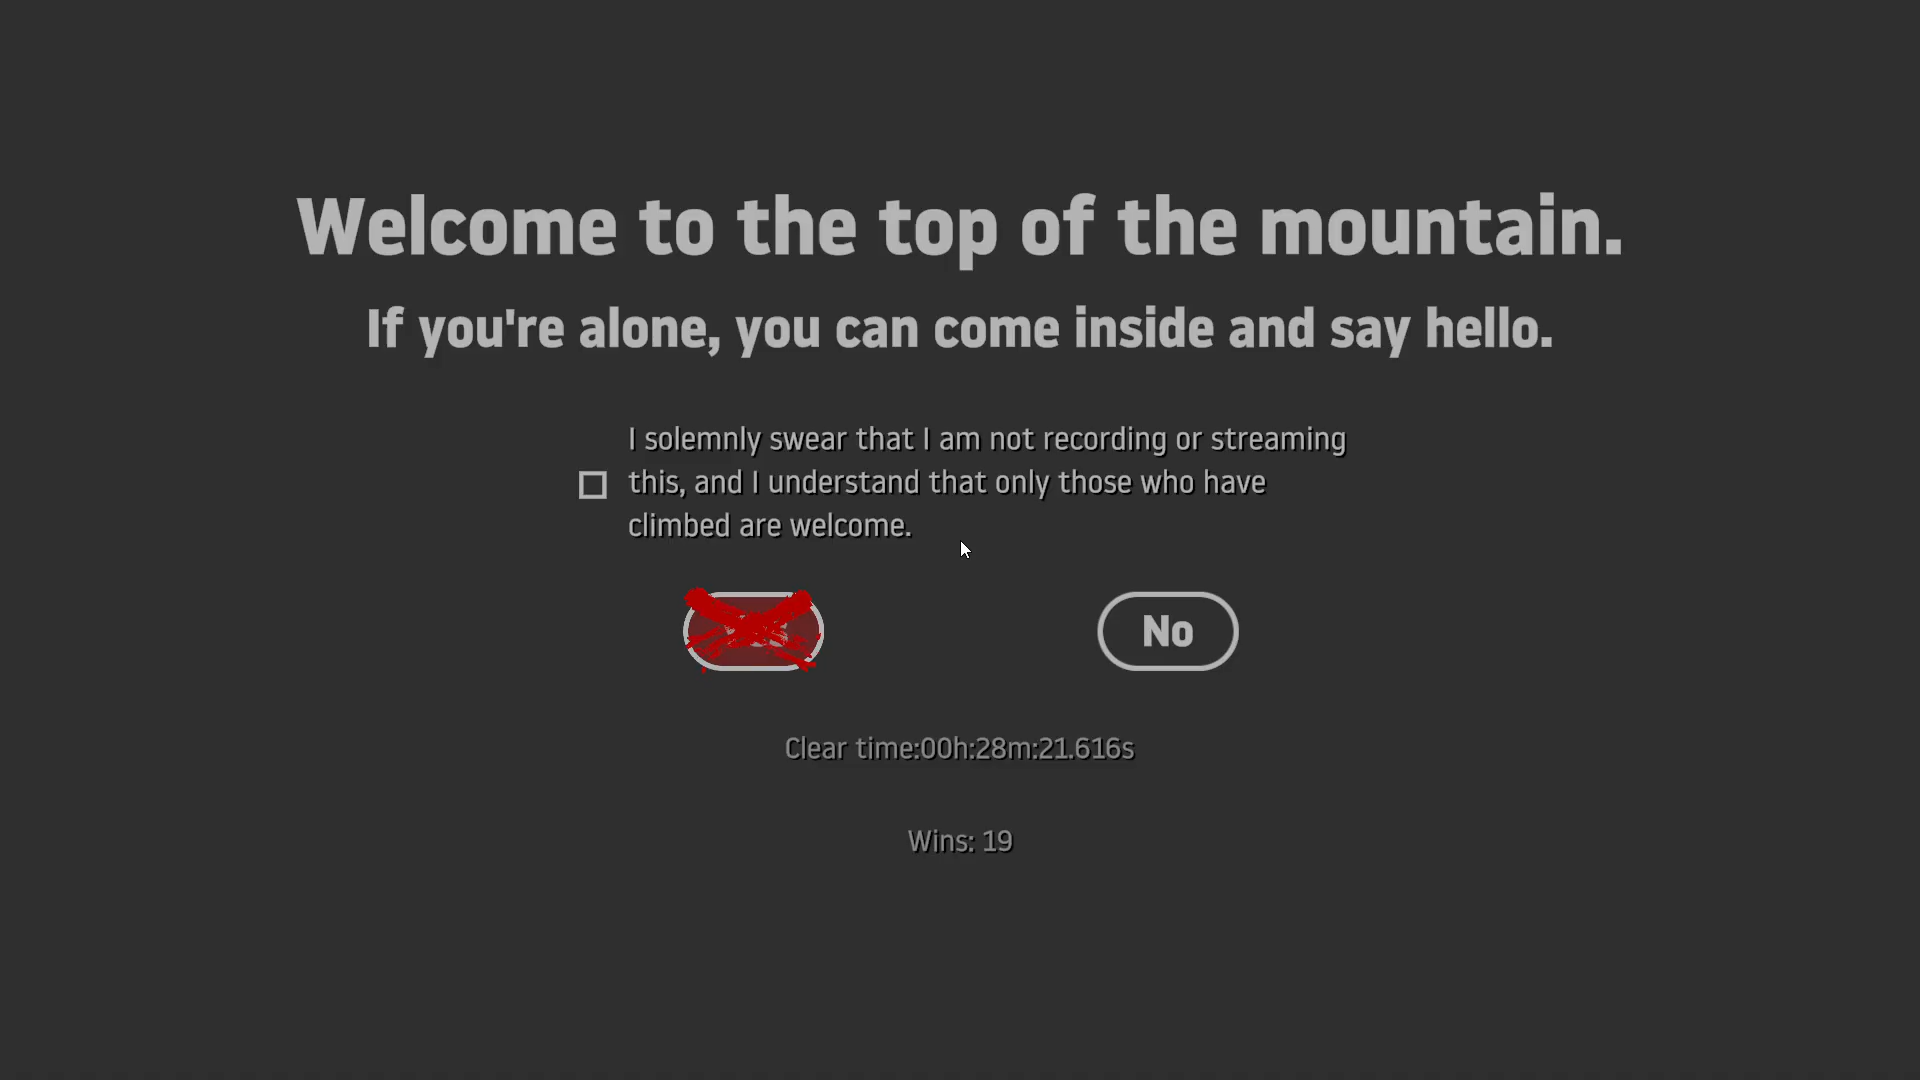 Welcome to the top of the mountain.
If you're alone, you can come inside and say hello.
I solemnly swear that I am not recording or streaming
this, and I understand that only those who have
climbed are welcome.
No
Clear time:00h:28m:21.616s
Wins: 19